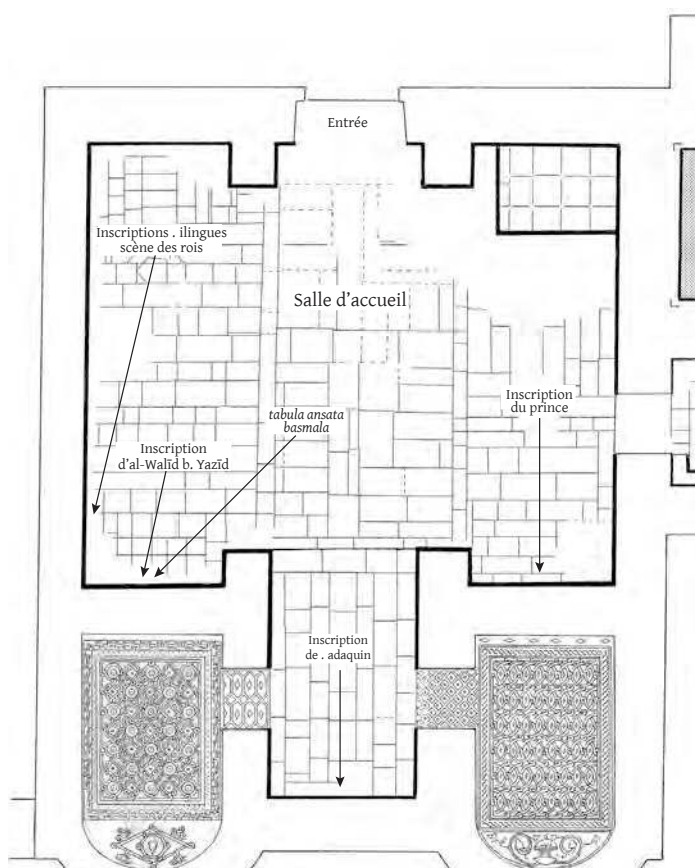 Entrée
Inscriptions . ilingues
scène des rois
Salle d'accueil
tabula ansata
basmala
Inscription
du prince
Inscription
d'al-Walīd b. Yazīd
Inscription
de . adaquin